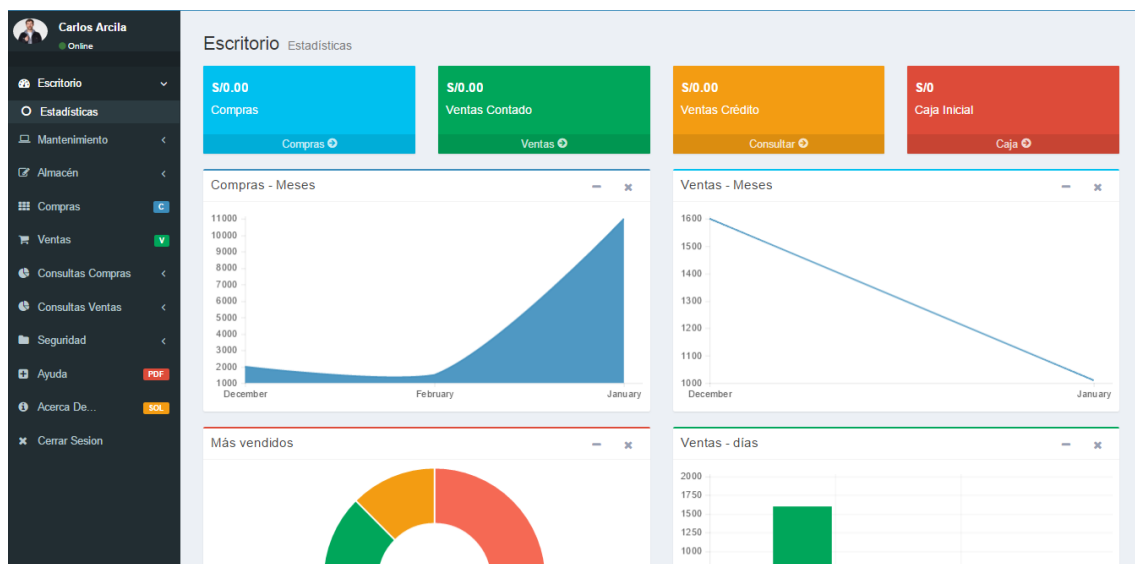 Carlos Arcila
Online
Escritorio
Estadísticas
Mantenimiento
Almacén
Compras C
Ventas V
Consultas Compras
Consultas Ventas
Seguridad
Ayuda PDF
Acerca De... SOL
Cerrar Sesion
Escritorio Estadísticas
S/0.00
Compras
Compras
S/0.00
Ventas Contado
Ventas
S/0.00
Ventas Crédito
Consultar
S/0
Caja Inicial
Caja
Compras - Meses
11000
10000
9000
8000
7000
6000
5000
4000
3000
2000
1000
December February January
Ventas - Meses
1600
1500
1400
1300
1200
1100
1000
December January
Más vendidos
Ventas - días
2000
1750
1500
1250
1000